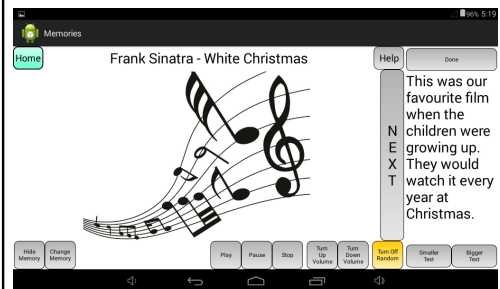 96% 5:19
Memories
Home
Frank Sinatra - White Christmas
Help
Done
N
E
X
T
This was our
favourite film
when the
children were
growing up.
They would
watch it every
year at
Christmas.
Hide
Memory
Change
Memory
Play
Pause
Stop
Turn
Up
Volume
Turn
Down
Volume
Turn Off
Random
Smaller
Text
Bigger
Text